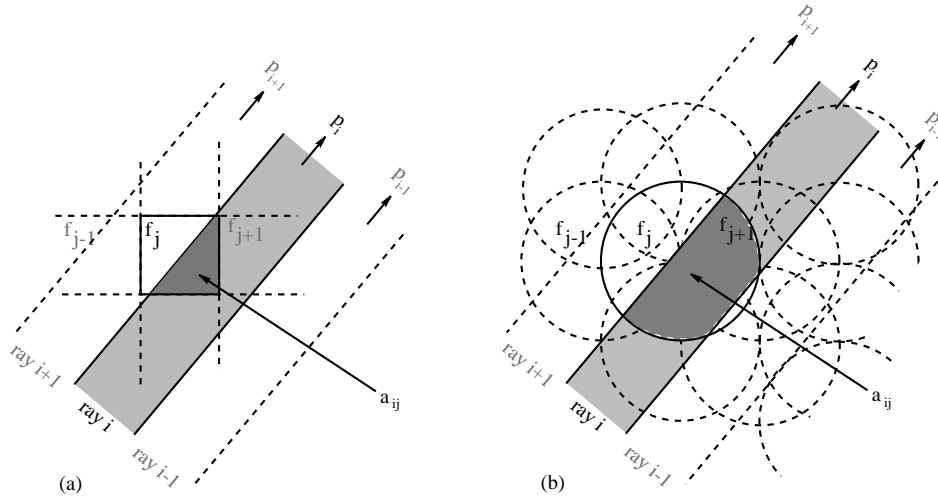 p i+1
p i
p i-1
f j-1
f j
f j+1
ray i+1
ray i
ray i-1
a ij
(a)
p i+1
p i
p i-
f j-1
f j
f j+1
ray i+1
ray i
ray i-1
a ij
(b)